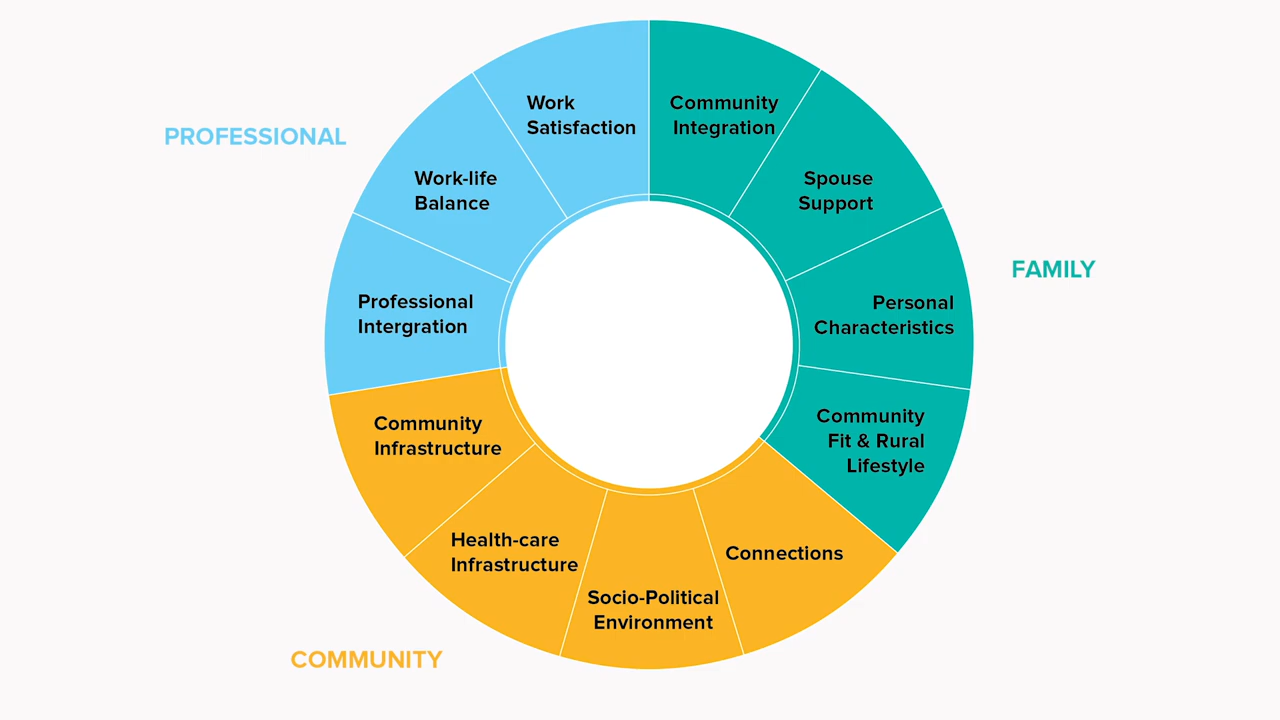 PROFESSIONAL
Work
Satisfaction
Work-life
Balance
Professional
Intergration
Community
Integration
Spouse
Support
Personal
Characteristics
Community
Fit & Rural
Lifestyle
FAMILY
Community
Infrastructure
Health-care
Infrastructure
Socio-Political
Environment
Connections
COMMUNITY